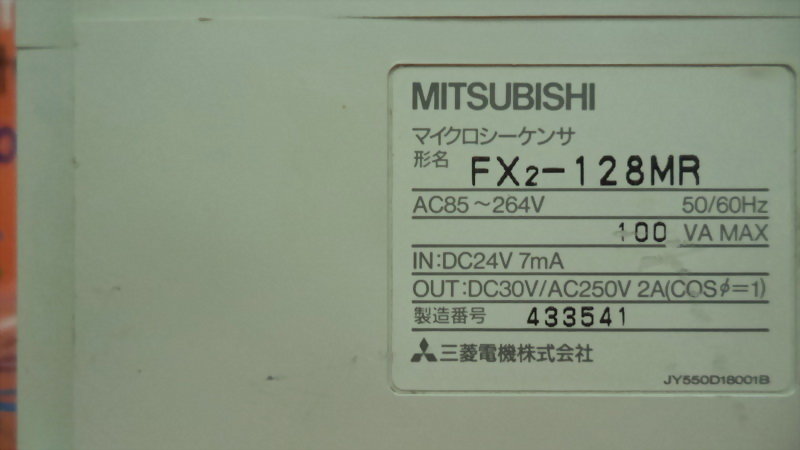 MITSUBISHI
マイクロシーケンサ
形名 FX2-128MR
AC85～264V 50/60Hz
100 VA MAX
IN:DC24V 7mA
OUT:DC30V/AC250V 2A(COSφ=1)
製造番号 433541
三菱電機株式会社
JY550D18001B